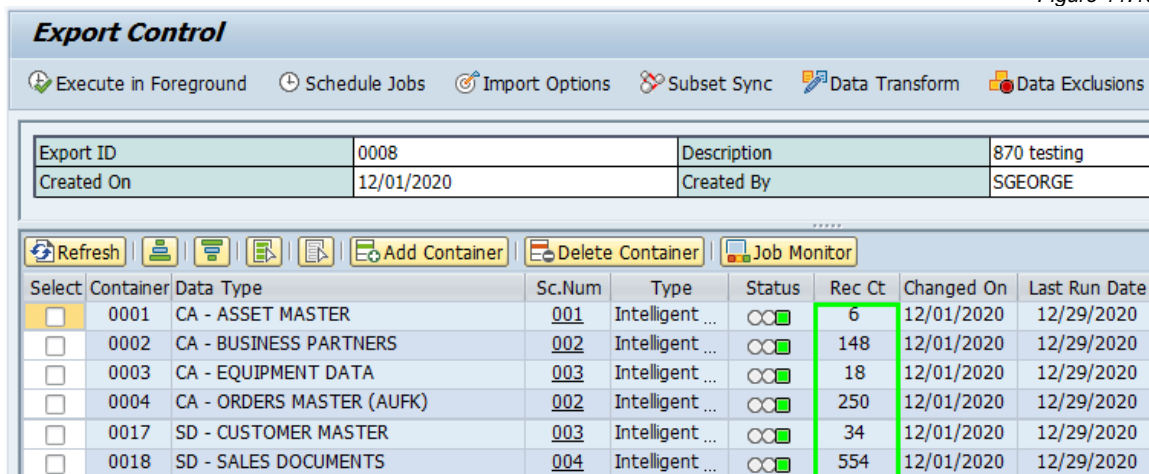 Export Control
Execute in Foreground Schedule Jobs Import Options Subset Sync Data Transform Data Exclusions
Export ID 0008 Description 870 testing
Created On 12/01/2020 Created By SGEORGE
Refresh Add Container Delete Container Job Monitor
Select Container Data Type Sc.Num Type Status Rec Ct Changed On Last Run Date
0001 CA - ASSET MASTER 001 Intelligent ... 6 12/01/2020 12/29/2020
0002 CA - BUSINESS PARTNERS 002 Intelligent ... 148 12/01/2020 12/29/2020
0003 CA - EQUIPMENT DATA 003 Intelligent ... 18 12/01/2020 12/29/2020
0004 CA - ORDERS MASTER (AUFK) 002 Intelligent ... 250 12/01/2020 12/29/2020
0017 SD - CUSTOMER MASTER 003 Intelligent ... 34 12/01/2020 12/29/2020
0018 SD - SALES DOCUMENTS 004 Intelligent ... 554 12/01/2020 12/29/2020